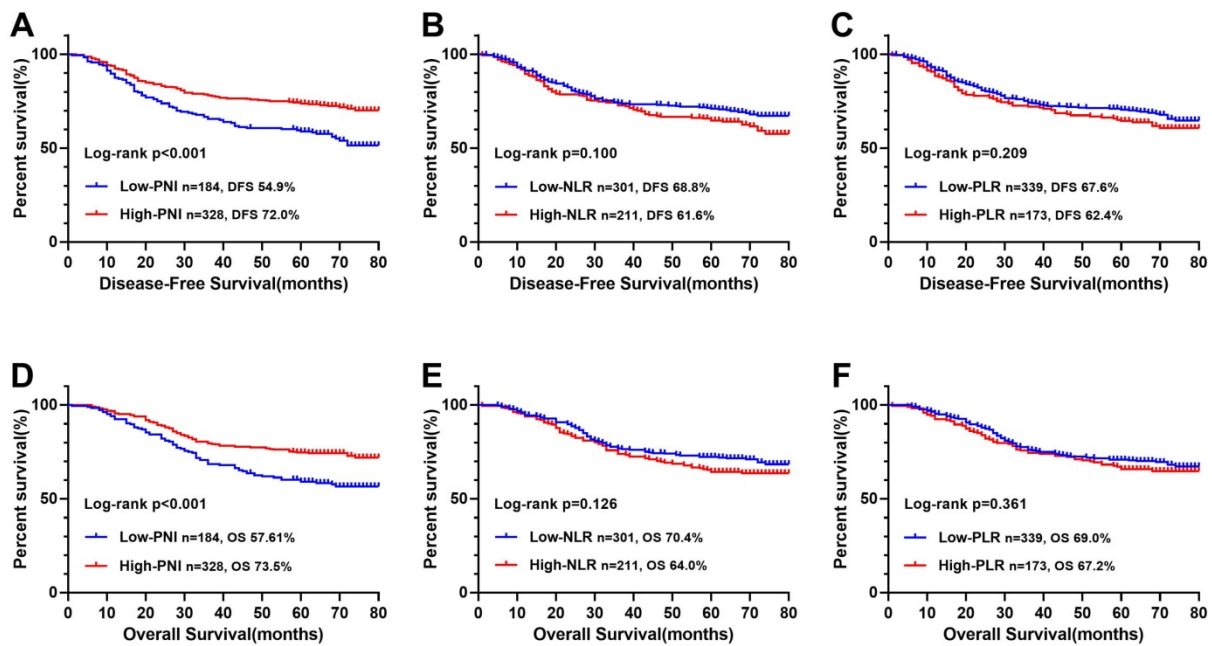 A
Percent survival(%)
100
50
0
Log-rank p<0.001
Low-PNI n=184, DFS 54.9%
High-PNI n=328, DFS 72.0%
0 10 20 30 40 50 60 70 80
Disease-Free Survival(months)
B
Percent survival(%)
100
50
0
Log-rank p=0.100
Low-NLR n=301, DFS 68.8%
High-NLR n=211, DFS 61.6%
0 10 20 30 40 50 60 70 80
Disease-Free Survival(months)
C
Percent survival(%)
100
50
0
Log-rank p=0.209
Low-PLR n=339, DFS 67.6%
High-PLR n=173, DFS 62.4%
0 10 20 30 40 50 60 70 80
Disease-Free Survival(months)
D
Percent survival(%)
100
50
0
Log-rank p<0.001
Low-PNI n=184, OS 57.61%
High-PNI n=328, OS 73.5%
0 10 20 30 40 50 60 70 80
Overall Survival(months)
E
Percent survival(%)
100
50
0
Log-rank p=0.126
Low-NLR n=301, OS 70.4%
High-NLR n=211, OS 64.0%
0 10 20 30 40 50 60 70 80
Overall Survival(months)
F
Percent survival(%)
100
50
0
Log-rank p=0.361
Low-PLR n=339, OS 69.0%
High-PLR n=173, OS 67.2%
0 10 20 30 40 50 60 70 80
Overall Survival(months)